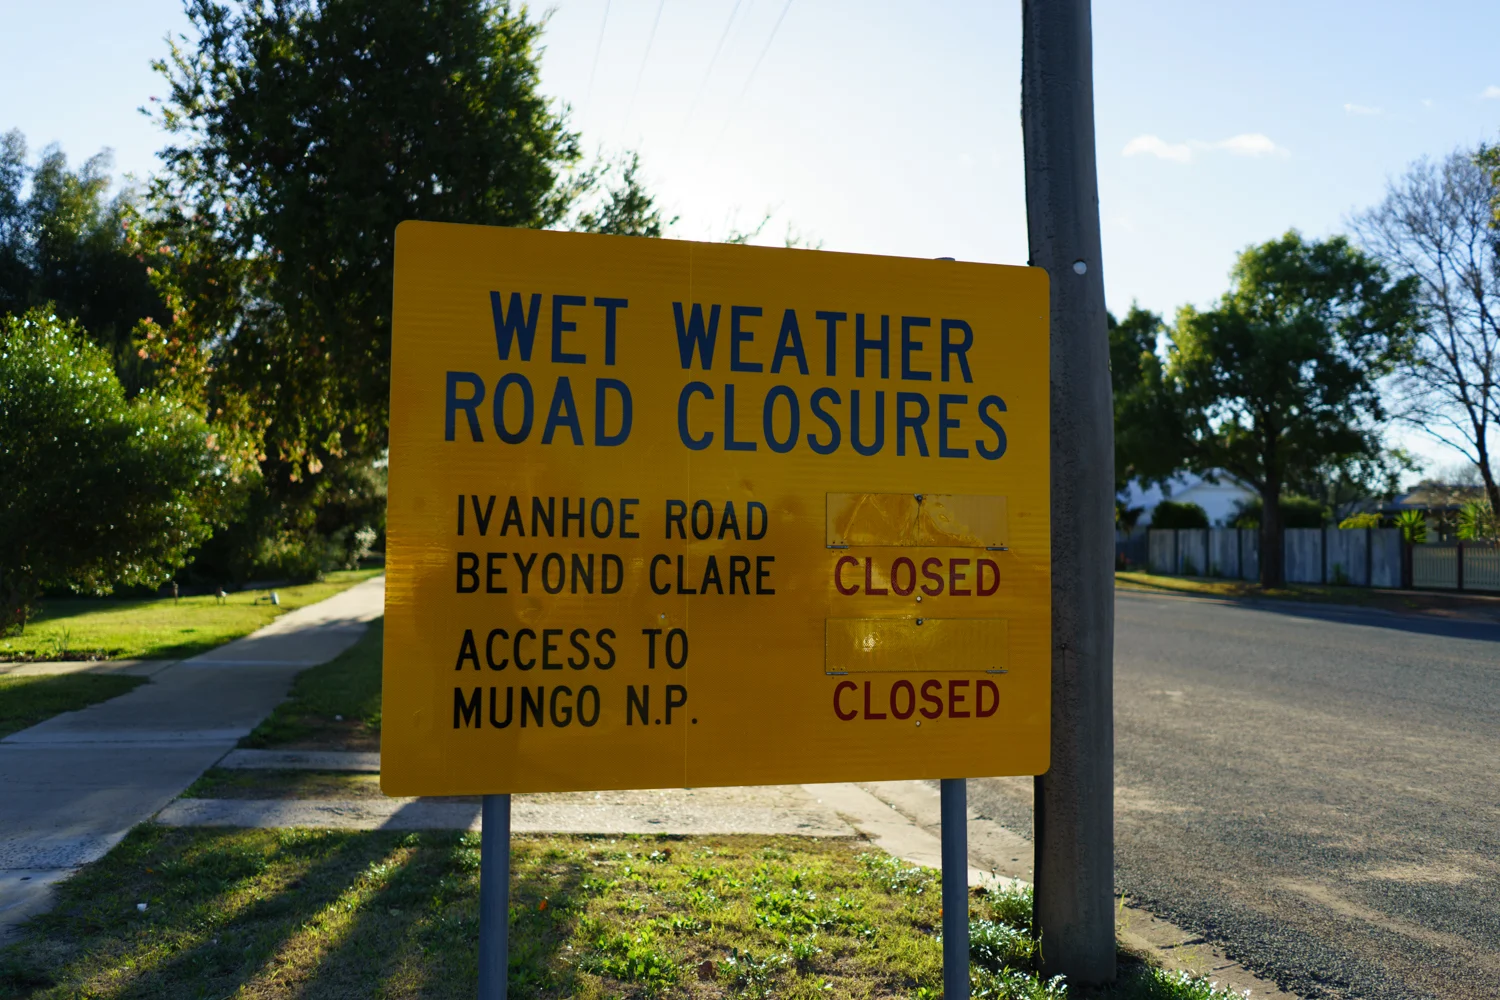 WET WEATHER
ROAD CLOSURES
IVANHOE ROAD
BEYOND CLARE CLOSED
ACCESS TO
MUNGO N.P. CLOSED